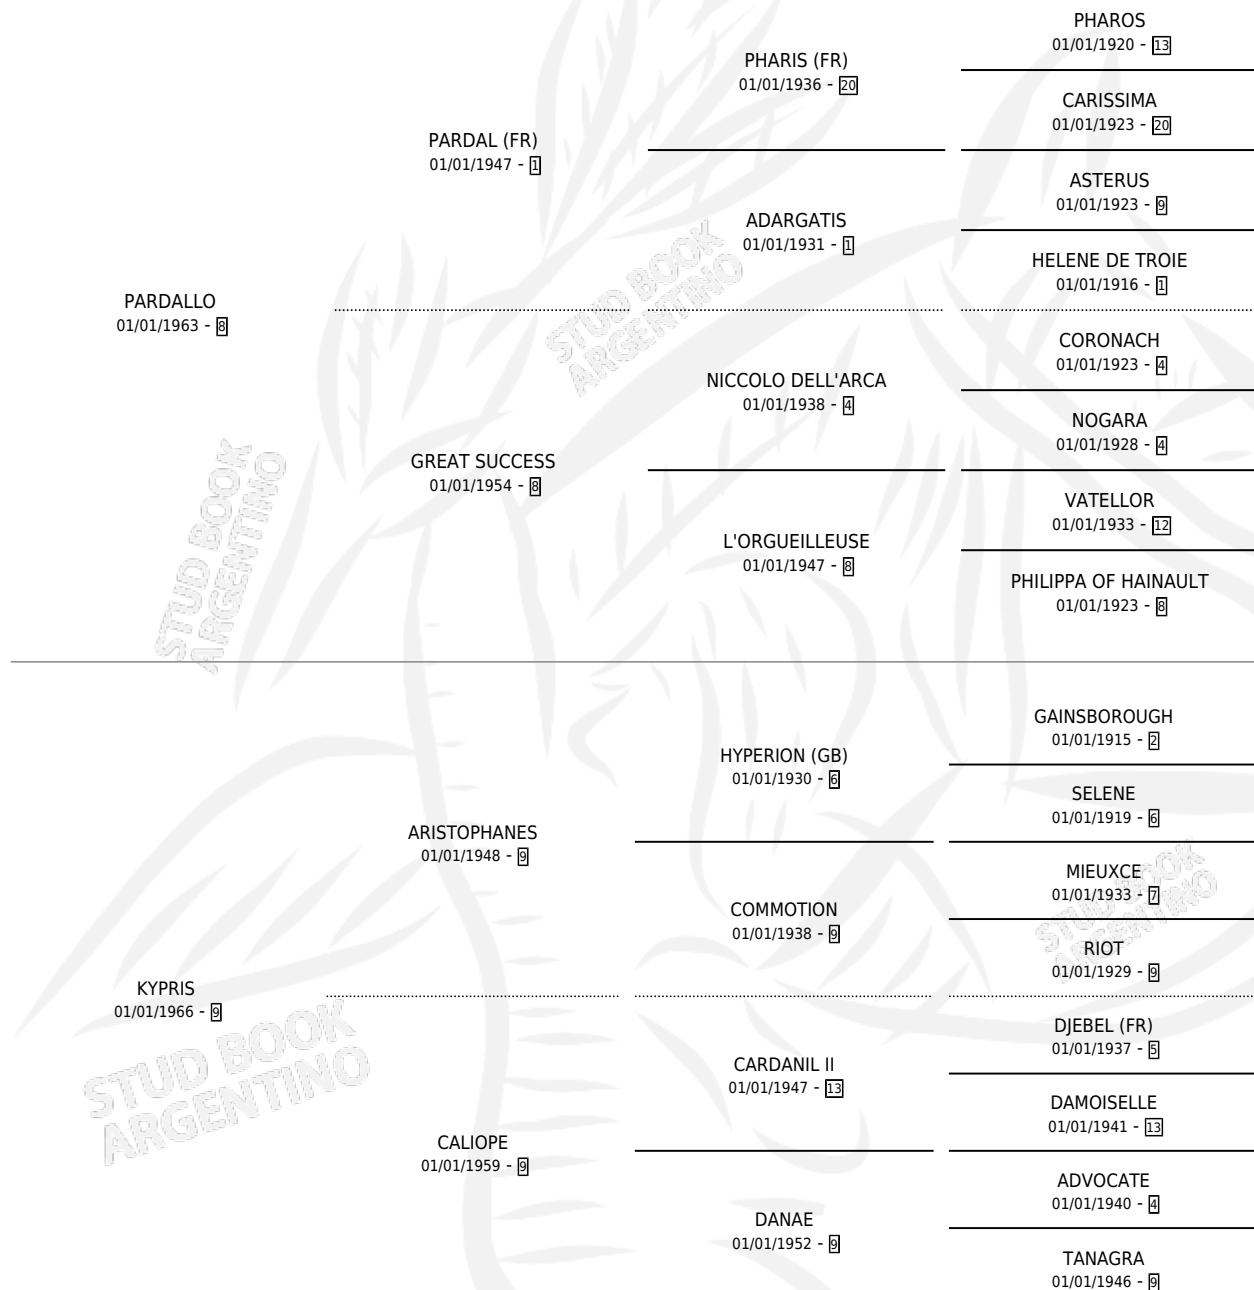 PHAROS
01/01/1920 - 13
PHARIS (FR)
01/01/1936 - 20
CARISSIMA
01/01/1923 - 20
PARDAL (FR)
01/01/1947 - 1
ASTERUS
01/01/1923 - 9
ADARGATIS
01/01/1931 - 1
HELENE DE TROIE
01/01/1916 - 1
PARDALLO
01/01/1963 - 8
CORONACH
01/01/1923 - 4
NICCOLO DELL'ARCA
01/01/1938 - 4
NOGARA
01/01/1928 - 4
GREAT SUCCESS
01/01/1954 - 8
VATELLOR
01/01/1933 - 12
L'ORGUEILLEUSE
01/01/1947 - 8
PHILIPPA OF HAINAULT
01/01/1923 - 8
GAINSBOROUGH
01/01/1915 - 2
HYPERION (GB)
01/01/1930 - 6
SELENE
01/01/1919 - 6
ARISTOPHANES
01/01/1948 - 9
MIEUXCE
01/01/1933 - 7
COMMOTION
01/01/1938 - 9
RIOT
01/01/1929 - 9
KYPRIS
01/01/1966 - 9
DJEBEL (FR)
01/01/1937 - 5
CARDANIL II
01/01/1947 - 13
DAMOISELLE
01/01/1941 - 13
CALIOPE
01/01/1959 - 9
ADVOCATE
01/01/1940 - 4
DANAE
01/01/1952 - 9
TANAGRA
01/01/1946 - 9
STUD BOOK
ARGENTINO
STUD BOOK
ARGENTINO
STUD BOOK
ARGENTINO
STUD BOOK
ARGENTINO